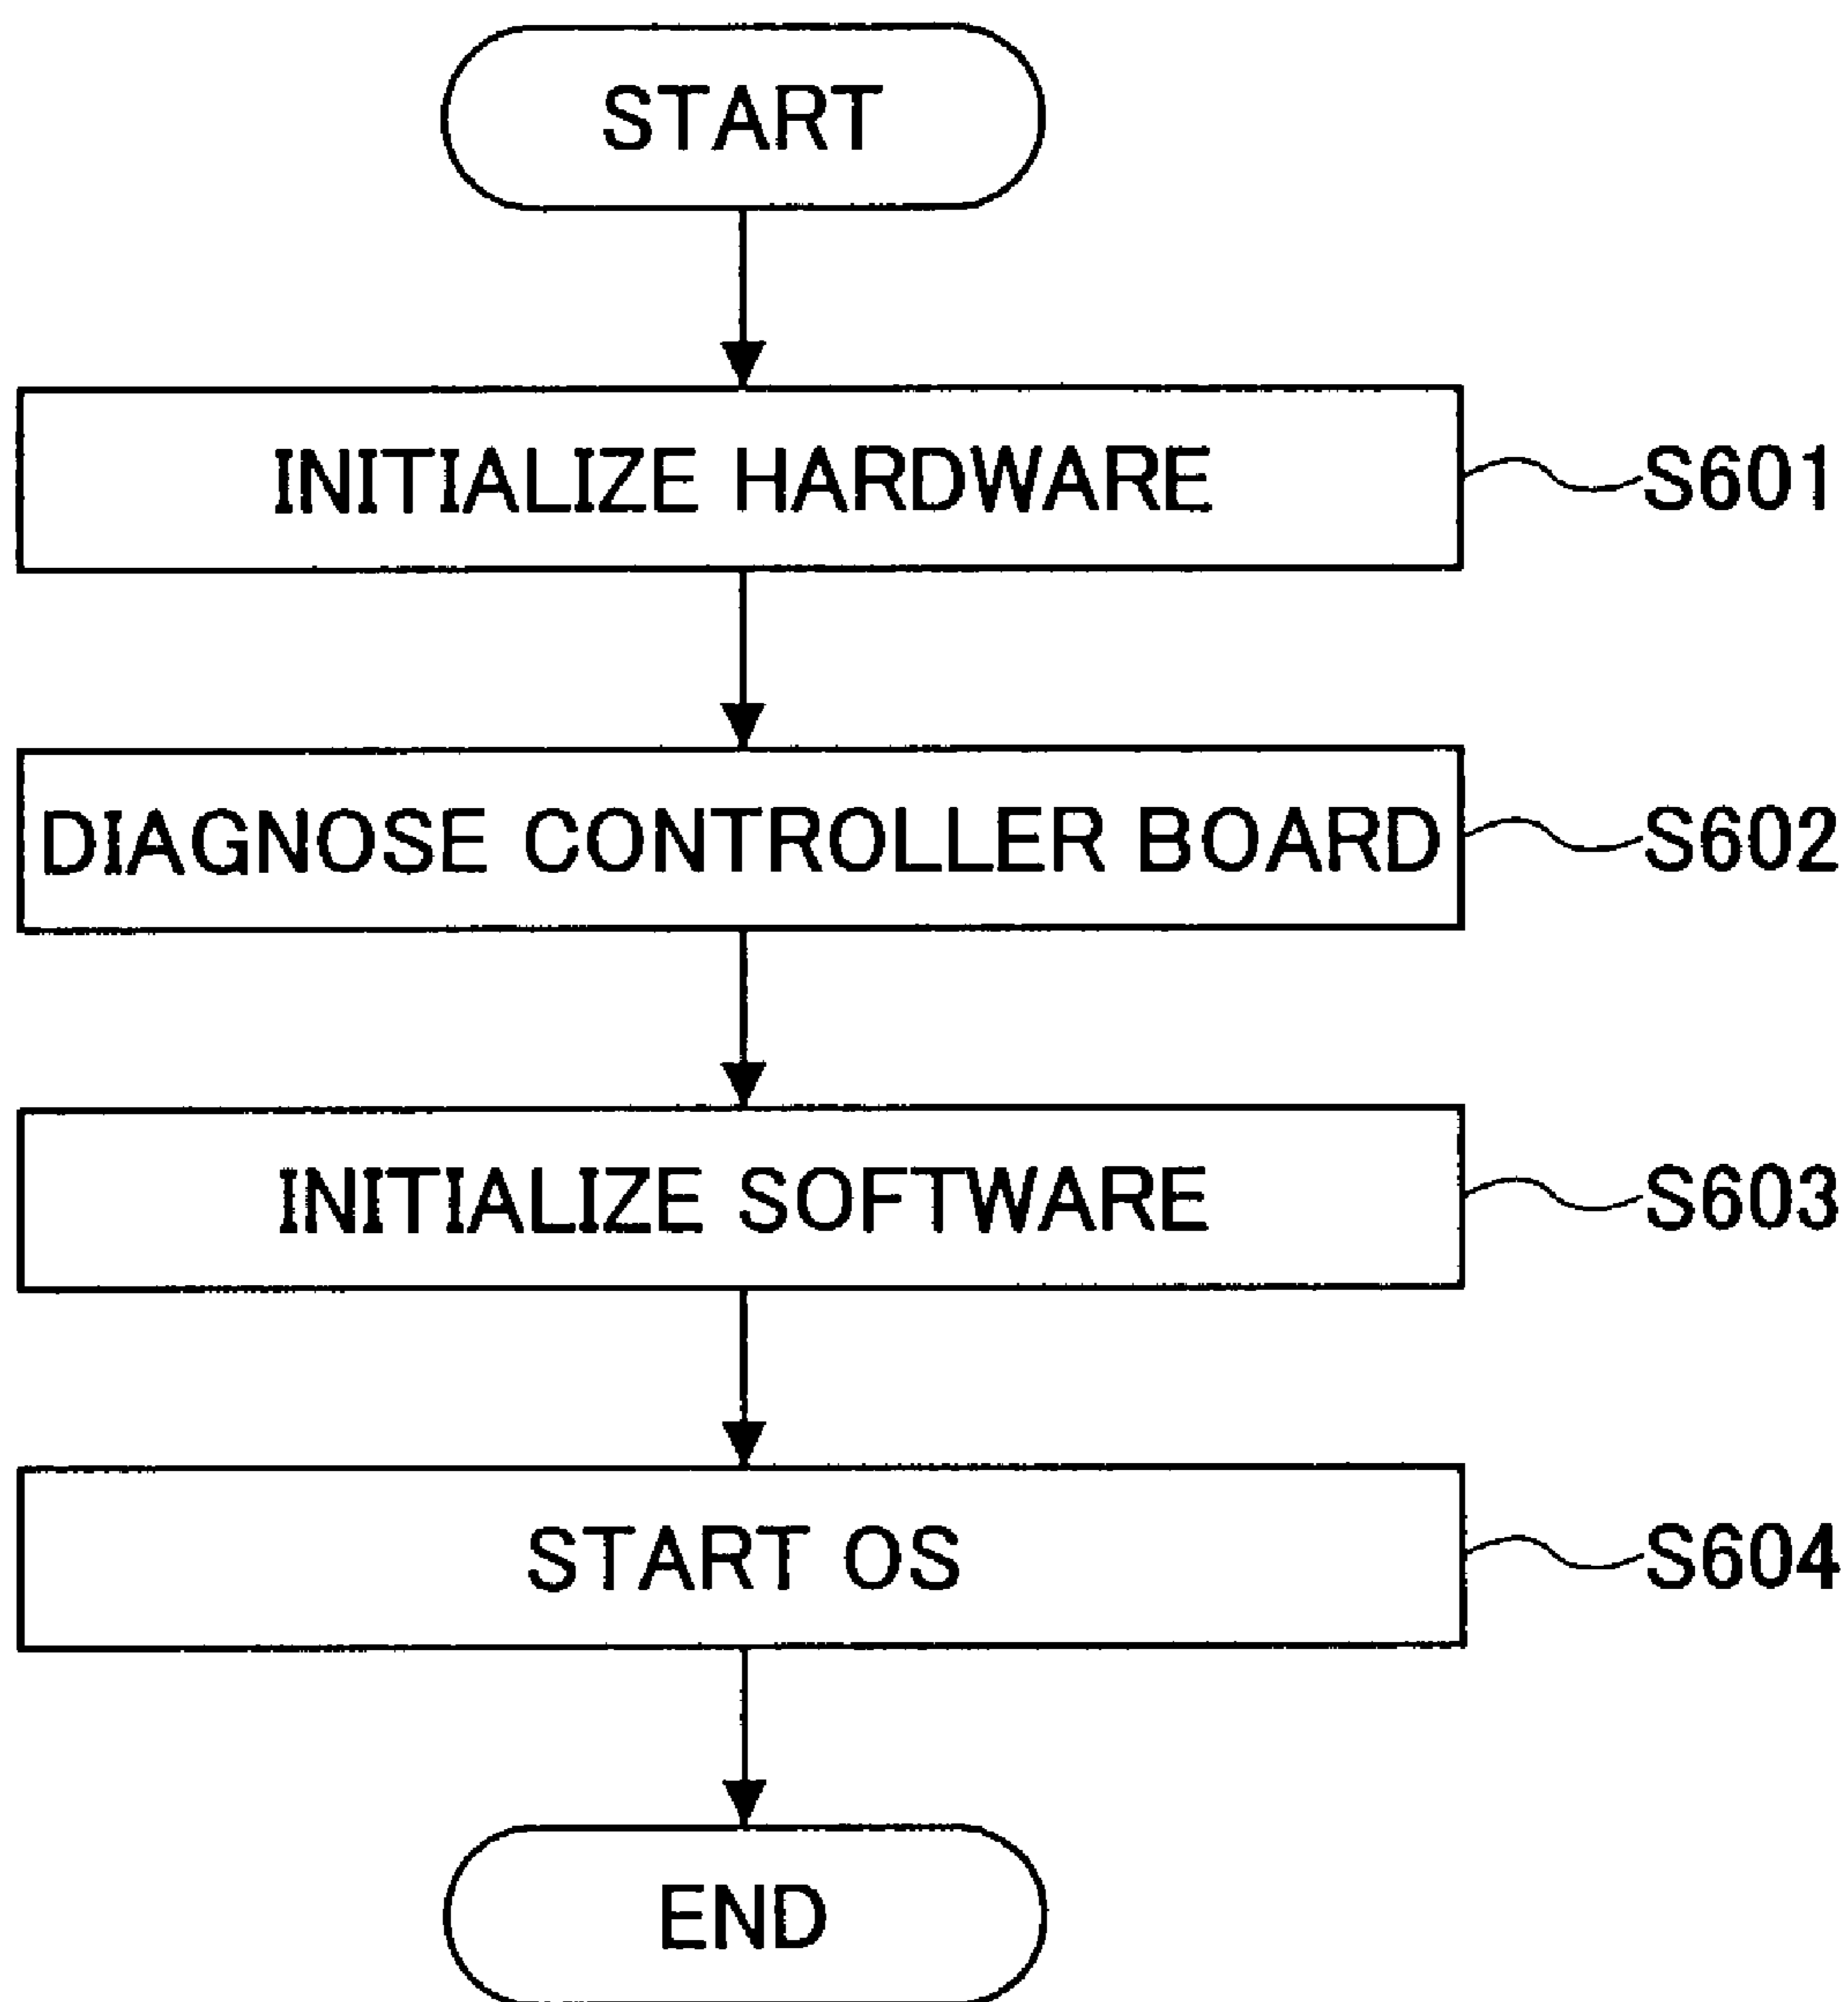 START
INITIALIZE HARDWARE
S601
DIAGNOSE CONTROLLER BOARD
S602
INITIALIZE SOFTWARE
S603
START OS
S604
END